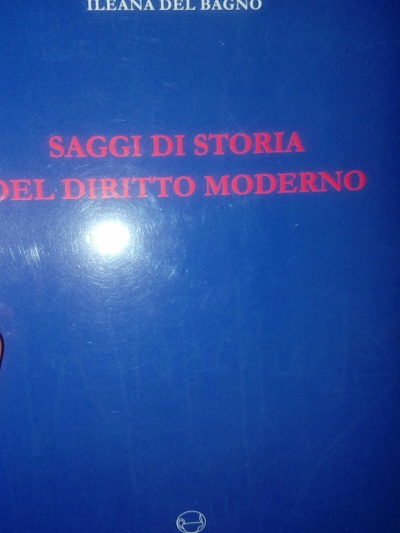 ILEANA DEL BAGNO
SAGGI DI STORIA
DEL DIRITTO MODERNO